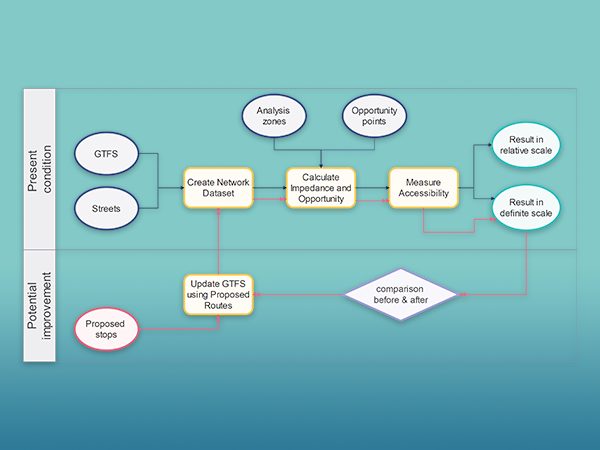 Present
condition
GTFS
Streets
Create Network
Dataset
Analysis
zones
Opportunity
points
Calculate
Impedance and
Opportunity
Measure
Accessibility
Result in
relative scale
Result in
definite scale
Potential
improvement
Proposed
stops
Update GTFS
using Proposed
Routes
comparison
before & after